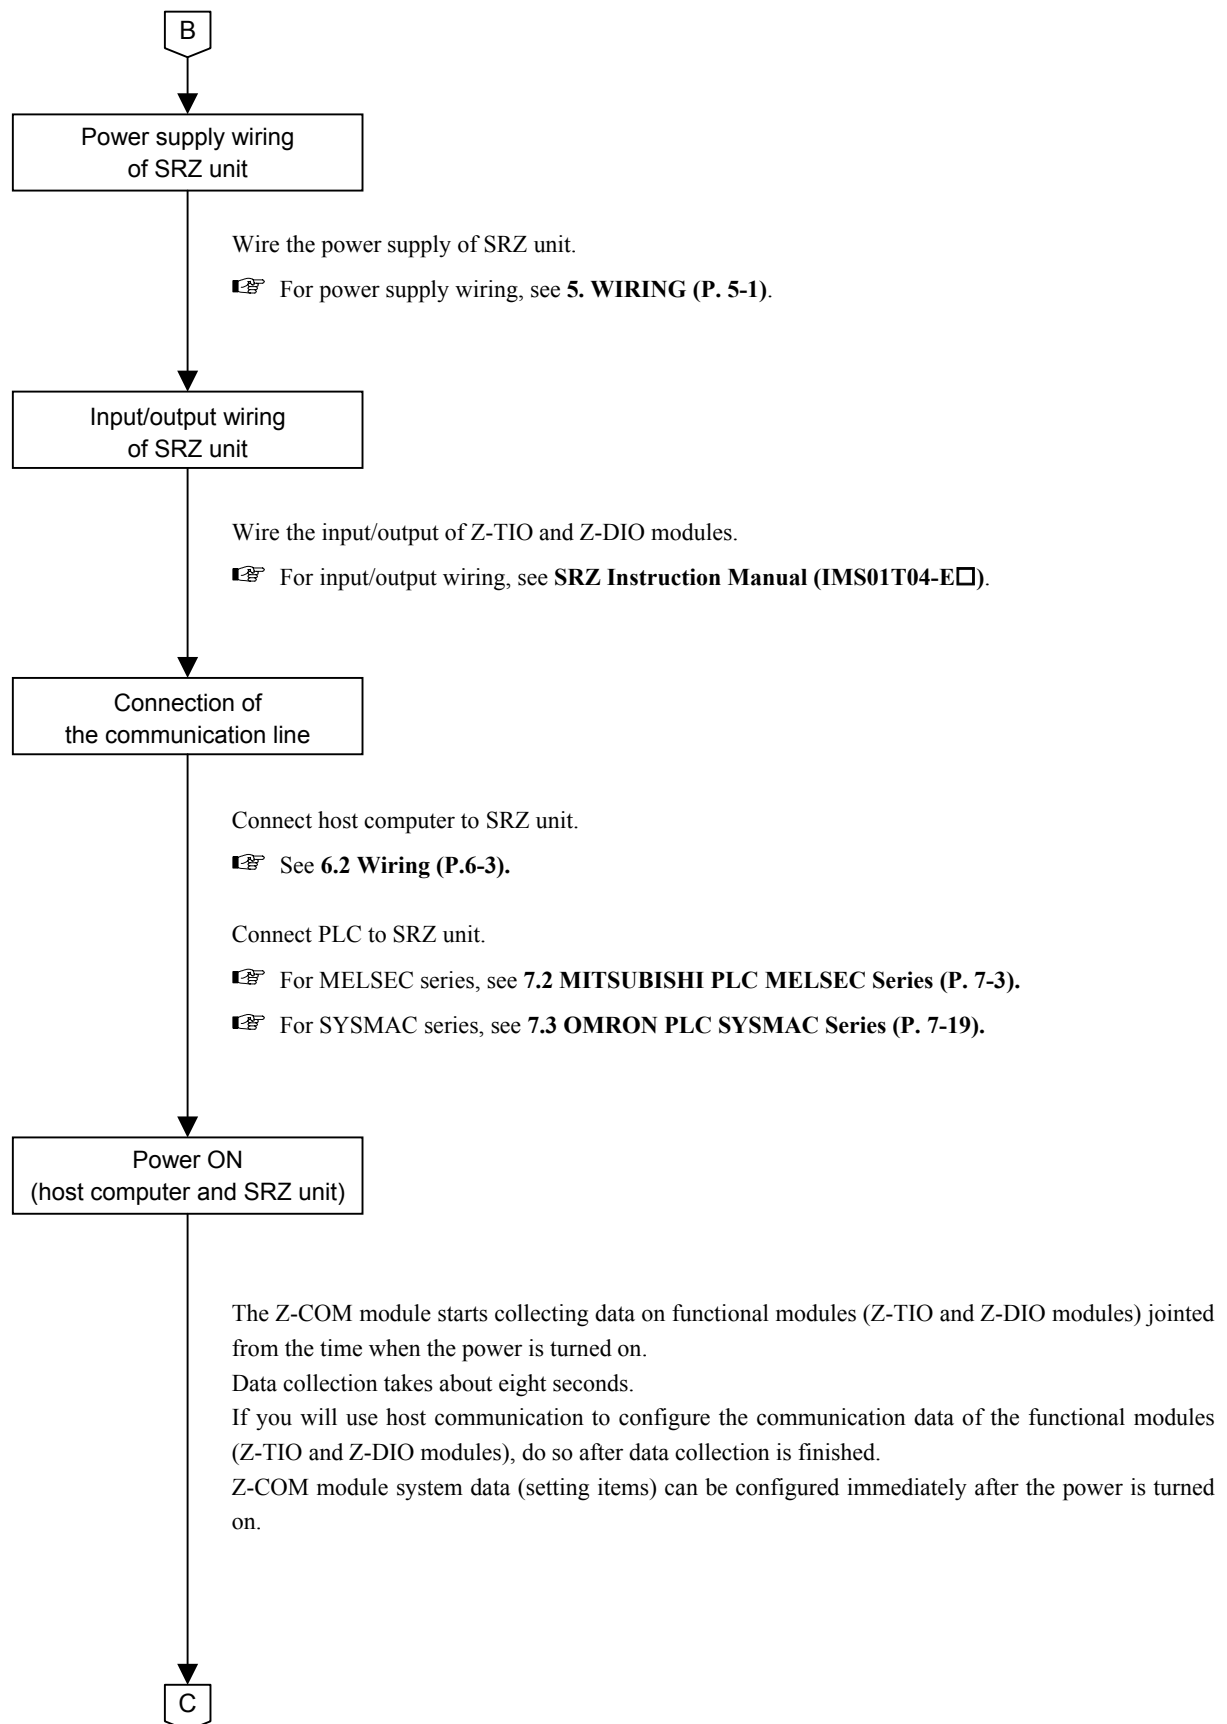 B
Power supply wiring
of SRZ unit
Wire the power supply of SRZ unit.
☞ For power supply wiring, see 5. WIRING (P. 5-1).
Input/output wiring
of SRZ unit
Wire the input/output of Z-TIO and Z-DIO modules.
☞ For input/output wiring, see SRZ Instruction Manual (IMS01T04-E□).
Connection of
the communication line
Connect host computer to SRZ unit.
☞ See 6.2 Wiring (P.6-3).
Connect PLC to SRZ unit.
☞ For MELSEC series, see 7.2 MITSUBISHI PLC MELSEC Series (P. 7-3).
☞ For SYSMAC series, see 7.3 OMRON PLC SYSMAC Series (P. 7-19).
Power ON
(host computer and SRZ unit)
The Z-COM module starts collecting data on functional modules (Z-TIO and Z-DIO modules) jointed
from the time when the power is turned on.
Data collection takes about eight seconds.
If you will use host communication to configure the communication data of the functional modules
(Z-TIO and Z-DIO modules), do so after data collection is finished.
Z-COM module system data (setting items) can be configured immediately after the power is turned
on.
C